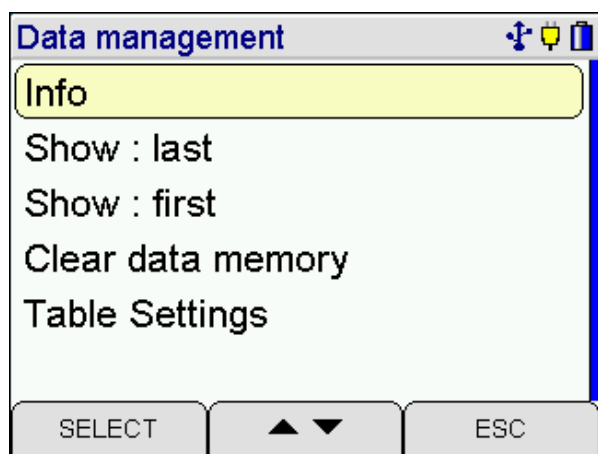 Data management
Info
Show : last
Show : first
Clear data memory
Table Settings
SELECT ESC